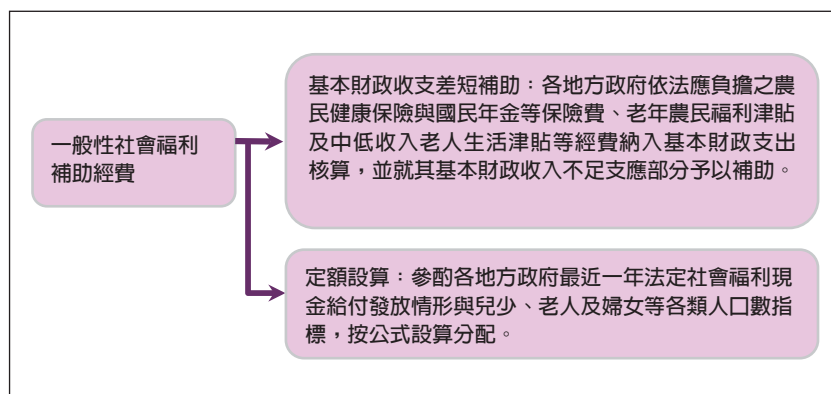 一般性社會福利
補助經費
基本財政收支差短補助：各地方政府依法應負擔之農
民健康保險與國民年金等保險費、老年農民福利津貼
及中低收入老人生活津貼等經費納入基本財政支出
核算，並就其基本財政收入不足支應部分予以補助。
定額設算：參酌各地方政府最近一年法定社會福利現
金給付發放情形與兒少、老人及婦女等各類人口數指
標，按公式設算分配。